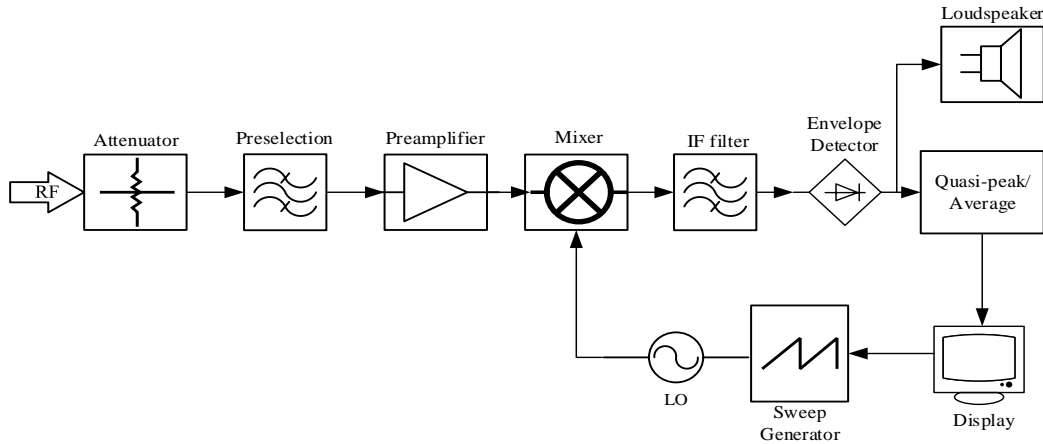 Loudspeaker
Attenuator
Preselection
Preamplifier
Mixer
IF filter
Envelope
Detector
RF
Quasi-peak/
Average
LO
Sweep
Generator
Display